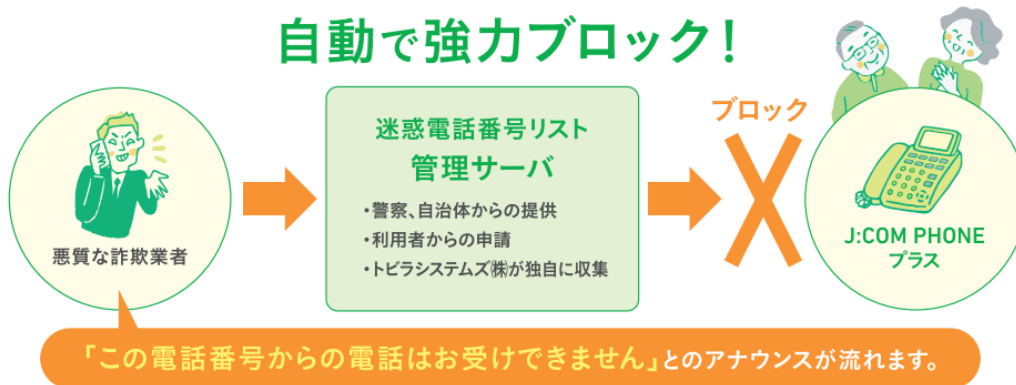 自動で強力ブロック！
悪質な詐欺業者
迷惑電話番号リスト
管理サーバ
・警察、自治体からの提供
・利用者からの申請
・トビラシステムズ㈱が独自に収集
ブロック
J:COM PHONE
プラス
「この電話番号からの電話はお受けできません」とのアナウンスが流れます。